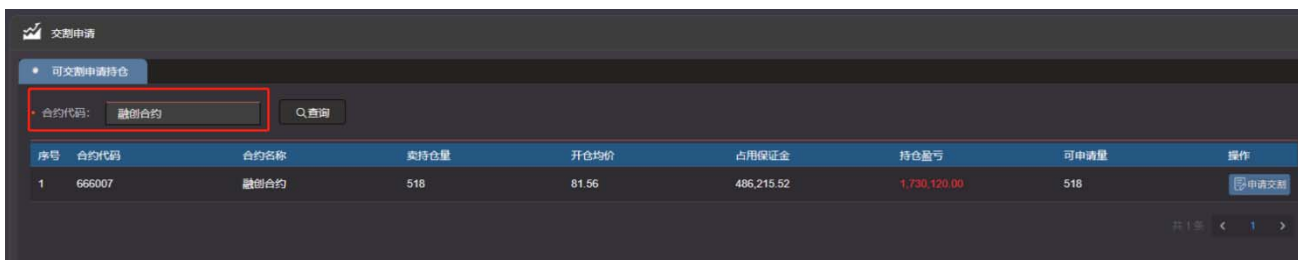 交割申请
可交割申请持仓
合约代码: 融创合约 查询
序号 合约代码 合约名称 卖持仓量 开仓均价 占用保证金 持仓盈亏 可申请量 操作
1 666007 融创合约 518 81.56 486,215.52 1,730,120.00 518 申请交割
共1条 < 1 >